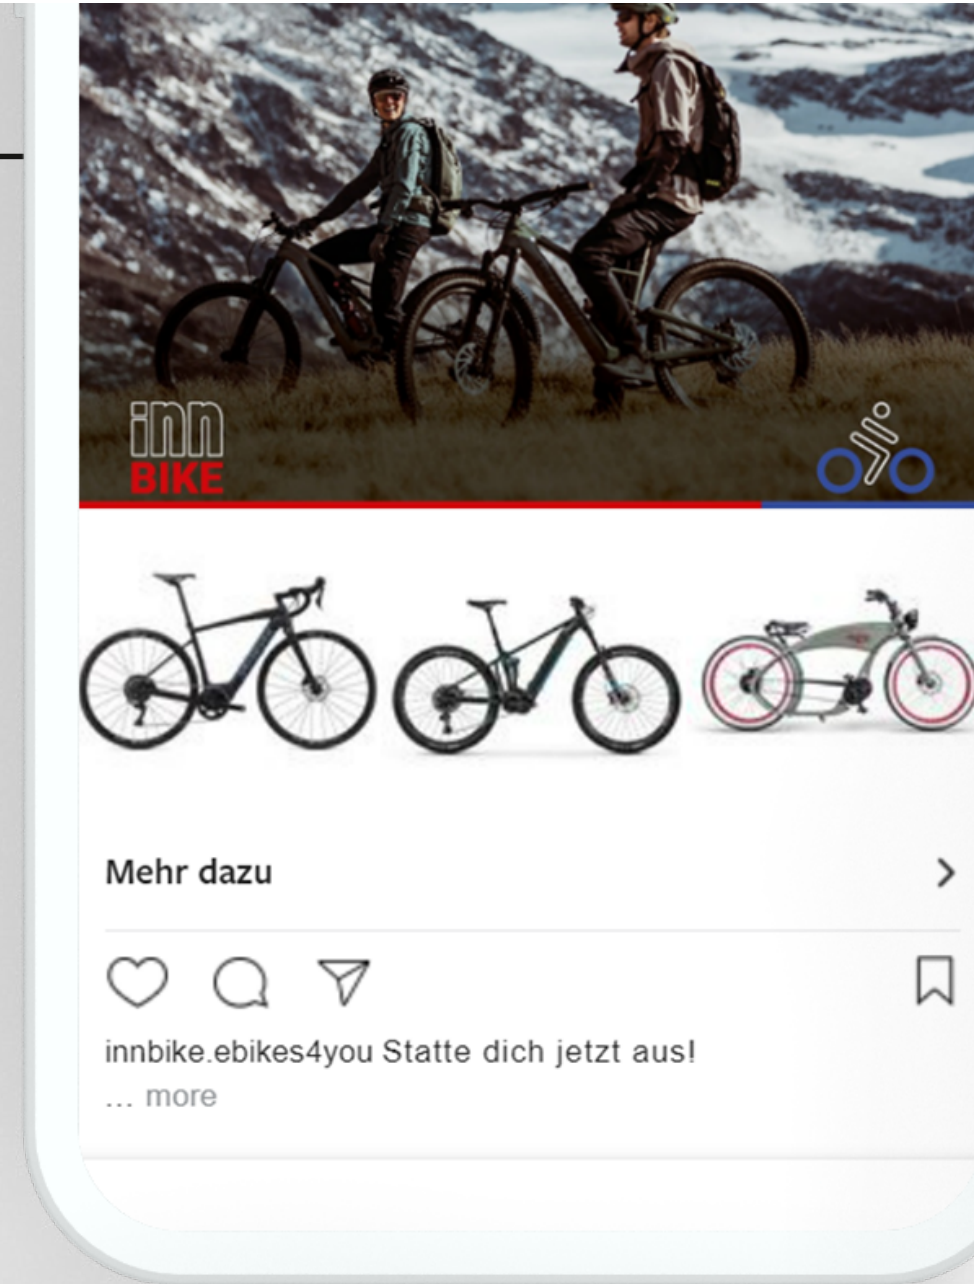 inn
BIKE
Mehr dazu
innbike.ebikes4you Statte dich jetzt aus!
... more